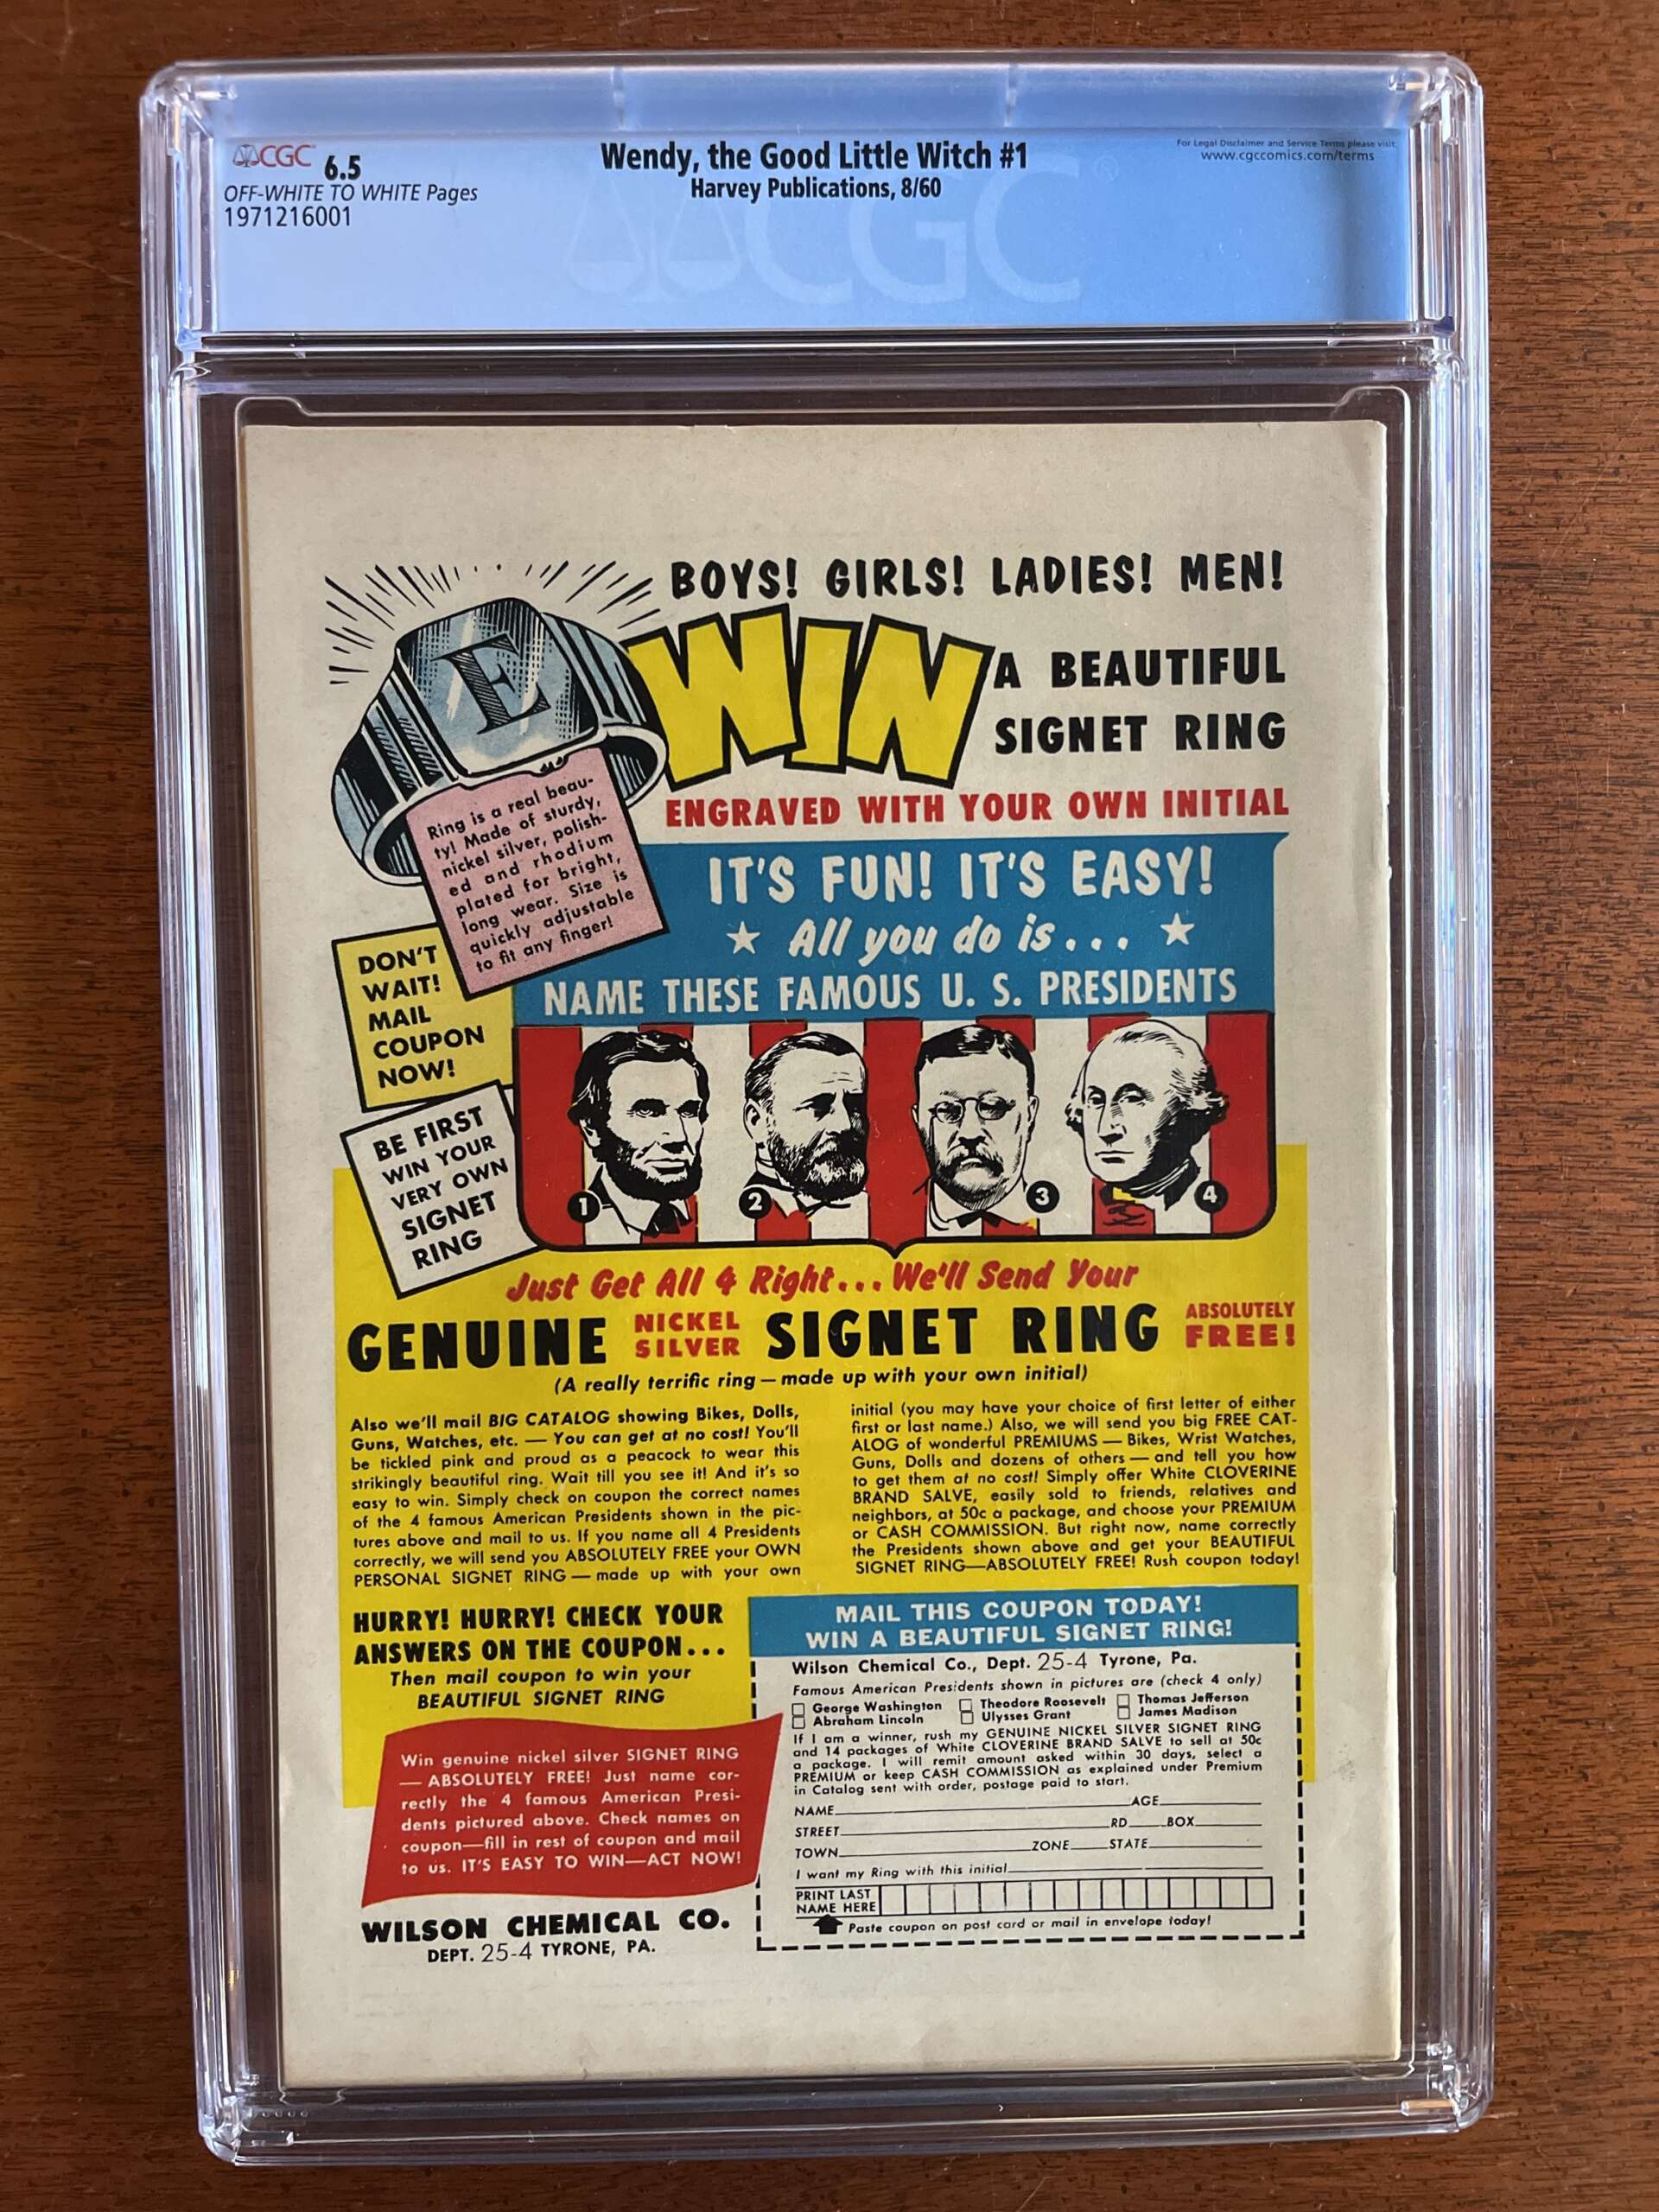 CGC 6.5
OFF-WHITE TO WHITE Pages
1971216001
Wendy, the Good Little Witch #1
Harvey Publications, 8/60
For Legal Disclaimer and Service Terms please visit:
www.cgccomics.com/terms
CGC
BOYS! GIRLS! LADIES! MEN!
E
WIN
A BEAUTIFUL
SIGNET RING
ENGRAVED WITH YOUR OWN INITIAL
Ring is a real beau-
ty! Made of sturdy,
nickel silver, polish-
ed and rhodium
plated for bright,
long wear. Size is
quickly adjustable
to fit any finger!
IT'S FUN! IT'S EASY!
All you do is...
NAME THESE FAMOUS U. S. PRESIDENTS
DON'T
WAIT!
MAIL
COUPON
NOW!
BE FIRST
WIN YOUR
VERY OWN
SIGNET
RING
1
2
3
4
Just Get All 4 Right... We'll Send Your
GENUINE NICKEL SILVER SIGNET RING ABSOLUTELY FREE!
(A really terrific ring — made up with your own initial)
Also we'll mail BIG CATALOG showing Bikes, Dolls,
Guns, Watches, etc. — You can get at no cost! You'll
be tickled pink and proud as a peacock to wear this
strikingly beautiful ring. Wait till you see it! And it's so
easy to win. Simply check on coupon the correct names
of the 4 famous American Presidents shown in the pic-
tures above and mail to us. If you name all 4 Presidents
correctly, we will send you ABSOLUTELY FREE your OWN
PERSONAL SIGNET RING — made up with your own
initial (you may have your choice of first letter of either
first or last name.) Also, we will send you big FREE CAT-
ALOG of wonderful PREMIUMS — Bikes, Wrist Watches,
Guns, Dolls and dozens of others — and tell you how
to get them at no cost! Simply offer White CLOVERINE
BRAND SALVE, easily sold to friends, relatives and
neighbors, at 50c a package, and choose your PREMIUM
or CASH COMMISSION. But right now, name correctly
the Presidents shown above and get your BEAUTIFUL
SIGNET RING—ABSOLUTELY FREE! Rush coupon today!
HURRY! HURRY! CHECK YOUR
ANSWERS ON THE COUPON...
Then mail coupon to win your
BEAUTIFUL SIGNET RING
Win genuine nickel silver SIGNET RING
— ABSOLUTELY FREE! Just name cor-
rectly the 4 famous American Presi-
dents pictured above. Check names on
coupon—fill in rest of coupon and mail
to us. IT'S EASY TO WIN—ACT NOW!
WILSON CHEMICAL CO.
DEPT. 25-4 TYRONE, PA.
MAIL THIS COUPON TODAY!
WIN A BEAUTIFUL SIGNET RING!
Wilson Chemical Co., Dept. 25-4 Tyrone, Pa.
Famous American Presidents shown in pictures are (check 4 only)
George Washington Theodore Roosevelt Thomas Jefferson
Abraham Lincoln Ulysses Grant James Madison
If I am a winner, rush my GENUINE NICKEL SILVER SIGNET RING
and 14 packages of White CLOVERINE BRAND SALVE to sell at 50c
a package. I will remit amount asked within 30 days, select a
PREMIUM or keep CASH COMMISSION as explained under Premium
in Catalog sent with order, postage paid to start.
NAME AGE
STREET RD BOX
TOWN ZONE STATE
I want my Ring with this initial
PRINT LAST
NAME HERE
Paste coupon on post card or mail in envelope today!